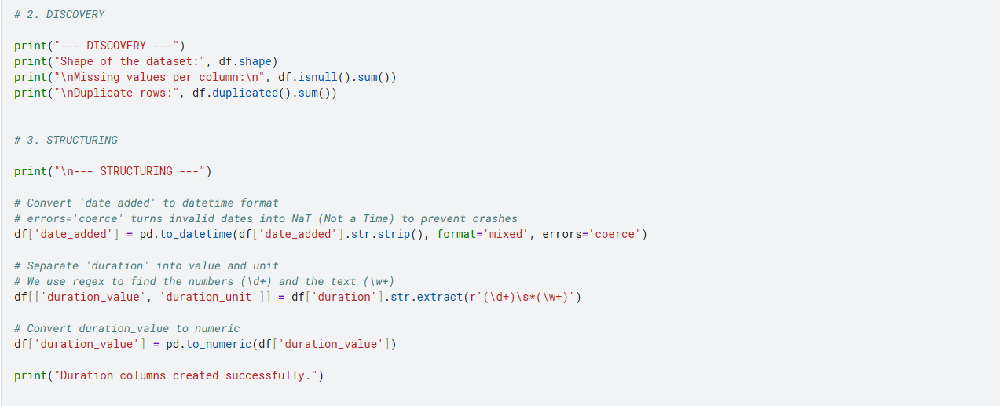 # 2. DISCOVERY
print("--- DISCOVERY ---")
print("Shape of the dataset:", df.shape)
print("\nMissing values per column:\n", df.isnull().sum())
print("\nDuplicate rows:", df.duplicated().sum())
# 3. STRUCTURING
print("\n--- STRUCTURING ---")
# Convert 'date_added' to datetime format
# errors='coerce' turns invalid dates into NaT (Not a Time) to prevent crashes
df['date_added'] = pd.to_datetime(df['date_added'].str.strip(), format='mixed', errors='coerce')
# Separate 'duration' into value and unit
# We use regex to find the numbers (\d+) and the text (\w+)
df[['duration_value', 'duration_unit']] = df['duration'].str.extract(r'(\d+)\s*(\w+)')
# Convert duration_value to numeric
df['duration_value'] = pd.to_numeric(df['duration_value'])
print("Duration columns created successfully.")